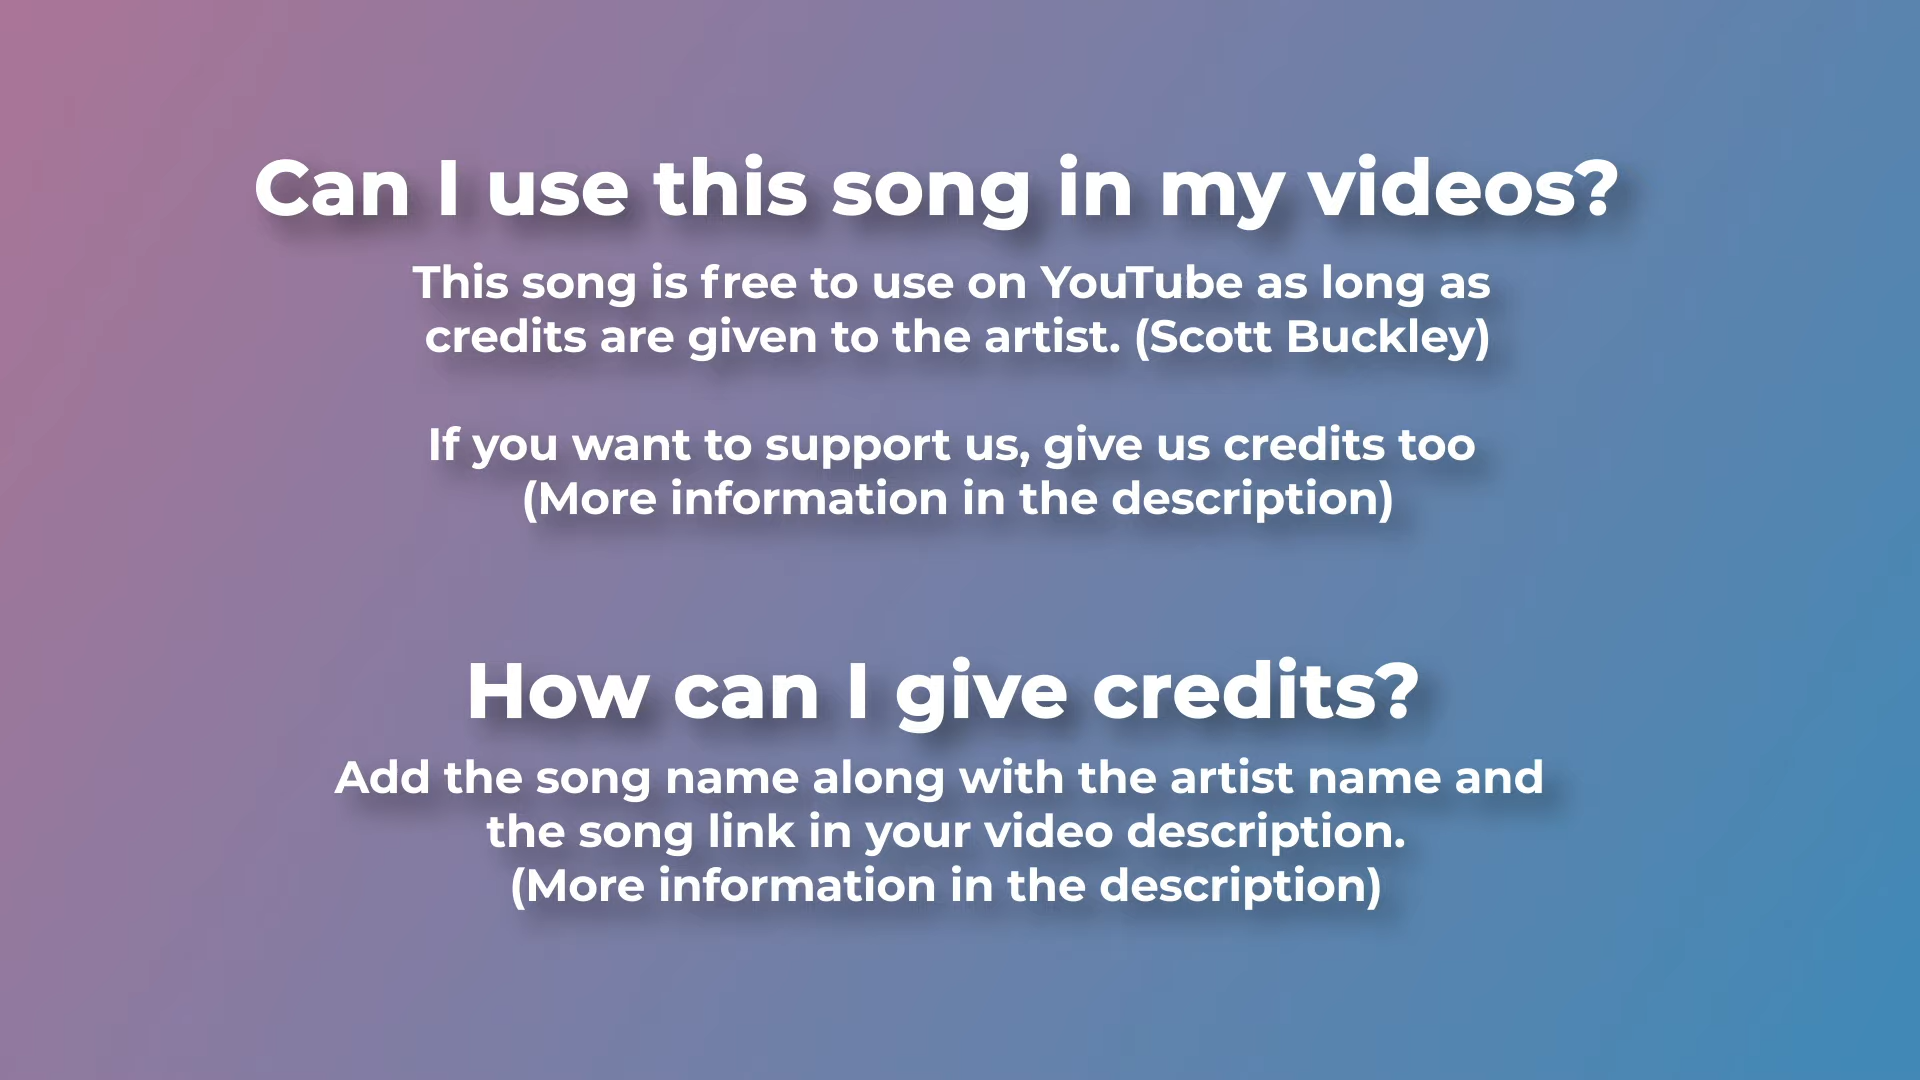 Can I use this song in my videos?
This song is free to use on YouTube as long as
credits are given to the artist. (Scott Buckley)
If you want to support us, give us credits too
(More information in the description)
How can I give credits?
Add the song name along with the artist name and
the song link in your video description.
(More information in the description)